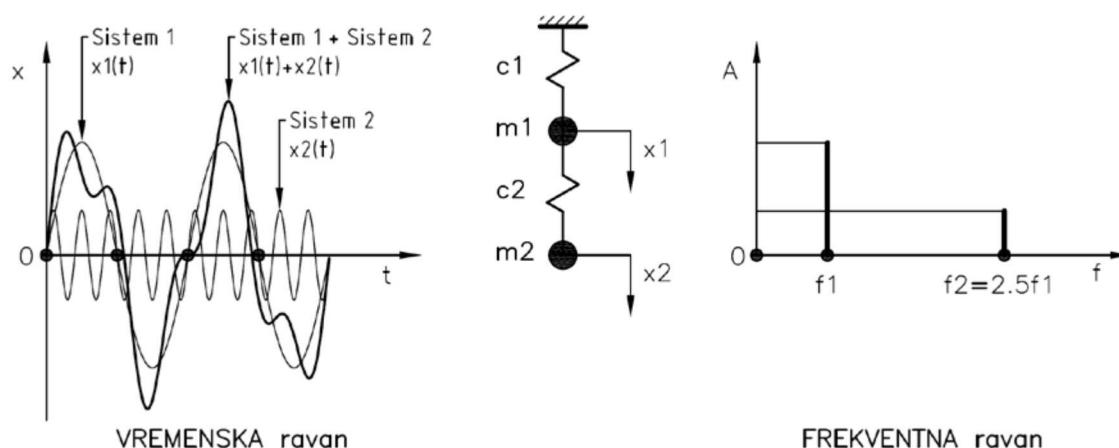 Sistem 1
x1(t)
Sistem 1 + Sistem 2
x1(t)+x2(t)
Sistem 2
x2(t)
x
0
t
VREMENSKA ravan
c1
m1
x1
c2
m2
x2
A
0
f1
f2=2.5f1
f
FREKVENTNA ravan